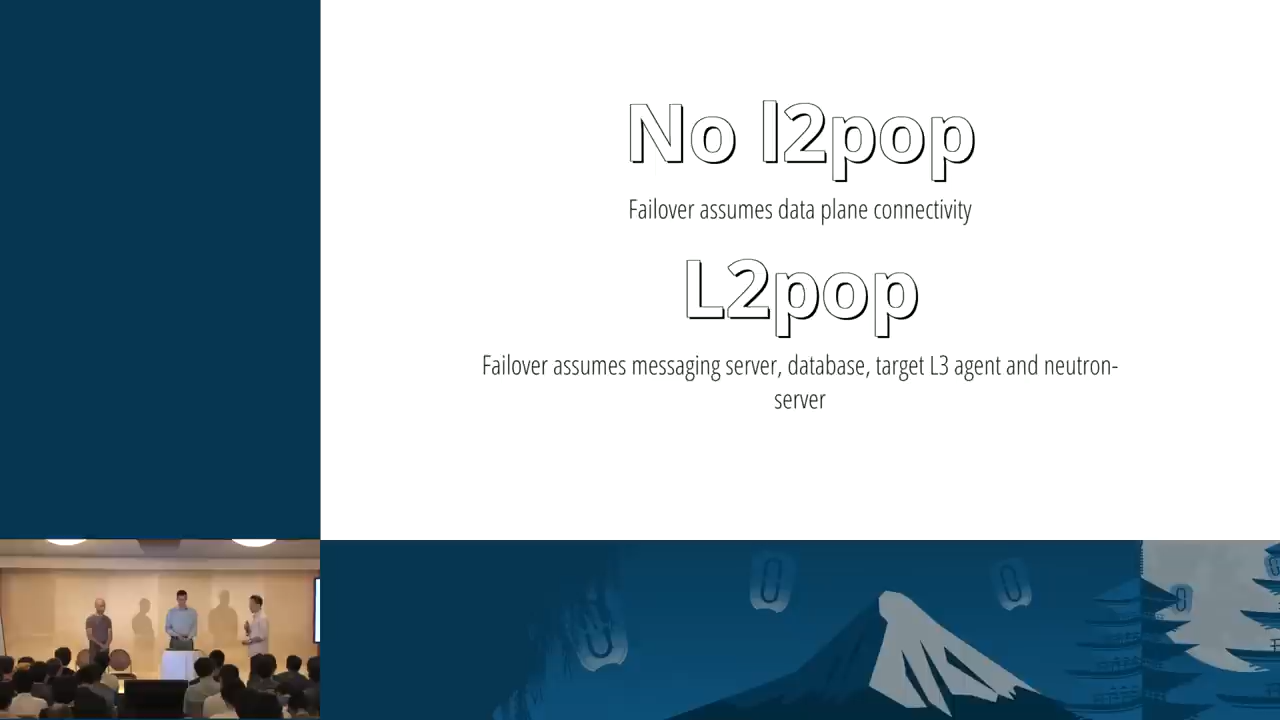 No l2pop
Failover assumes data plane connectivity
L2pop
Failover assumes messaging server, database, target L3 agent and neutron-
server